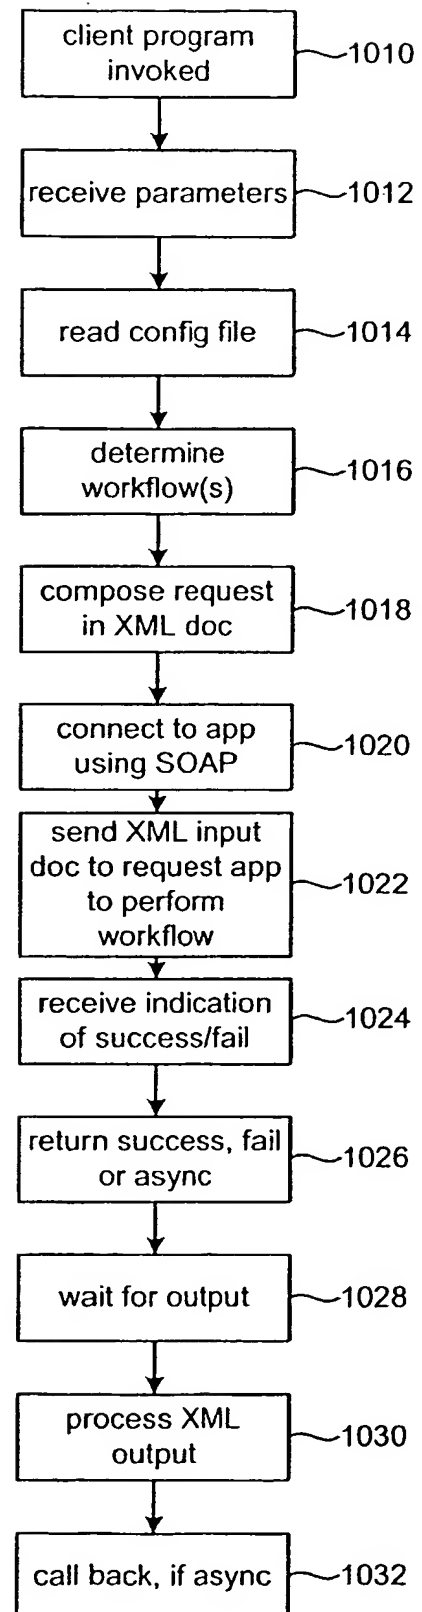 client program
invoked
1010
receive parameters
1012
read config file
1014
determine
workflow(s)
1016
compose request
in XML doc
1018
connect to app
using SOAP
1020
send XML input
doc to request app
to perform
workflow
1022
receive indication
of success/fail
1024
return success, fail
or async
1026
wait for output
1028
process XML
output
1030
call back, if async
1032